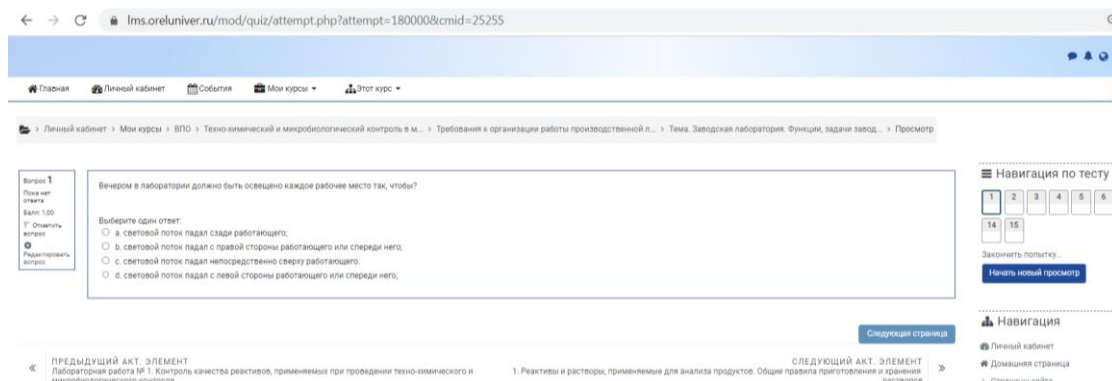 lms.oreluniver.ru/mod/quiz/attempt.php?attempt=180000&cmid=25255
Главная Личный кабинет События Мои курсы Этот курс
Личный кабинет > Мои курсы > ВПО > Техно-химический и микробиологический контроль в м... > Требования к организации работы производственной л... > Тема. Заводская лаборатория. Функции, задачи завод... > Просмотр
Вопрос 1
Пока нет
ответа
Балл: 1,00
Отметить
вопрос
Редактировать
вопрос
Вечером в лаборатории должно быть освещено каждое рабочее место так, чтобы?
Выберите один ответ:
a. световой поток падал сзади работающего;
b. световой поток падал с правой стороны работающего или спереди него;
c. световой поток падал непосредственно сверху работающего.
d. световой поток падал с левой стороны работающего или спереди него;
Следующая страница
Навигация по тесту
1 2 3 4 5 6
14 15
Закончить попытку...
Начать новый просмотр
Навигация
Личный кабинет
Домашняя страница
Страницы сайта
ПРЕДЫДУЩИЙ АКТ. ЭЛЕМЕНТ
Лабораторная работа № 1. Контроль качества реактивов, применяемых при проведении техно-химического и
микробиологического контроля
СЛЕДУЮЩИЙ АКТ. ЭЛЕМЕНТ
1. Реактивы и растворы, применяемые для анализа продуктов. Общие правила приготовления и хранения
растворов